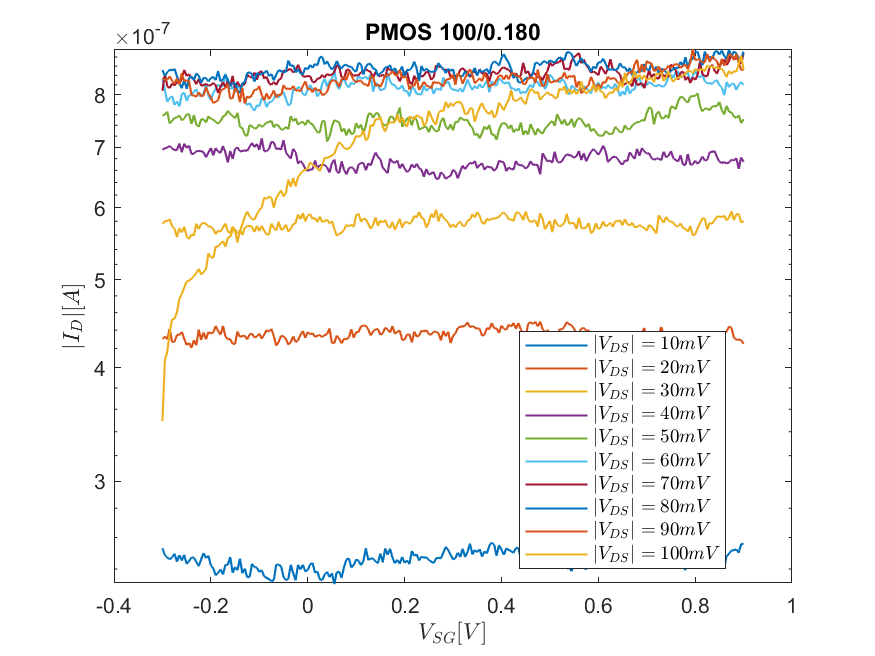 PMOS 100/0.180
×10⁻⁷
8
7
6
5
4
3
-0.4 -0.2 0 0.2 0.4 0.6 0.8 1
|I_D|[A]
V_SG[V]
|V_DS| = 10mV
|V_DS| = 20mV
|V_DS| = 30mV
|V_DS| = 40mV
|V_DS| = 50mV
|V_DS| = 60mV
|V_DS| = 70mV
|V_DS| = 80mV
|V_DS| = 90mV
|V_DS| = 100mV